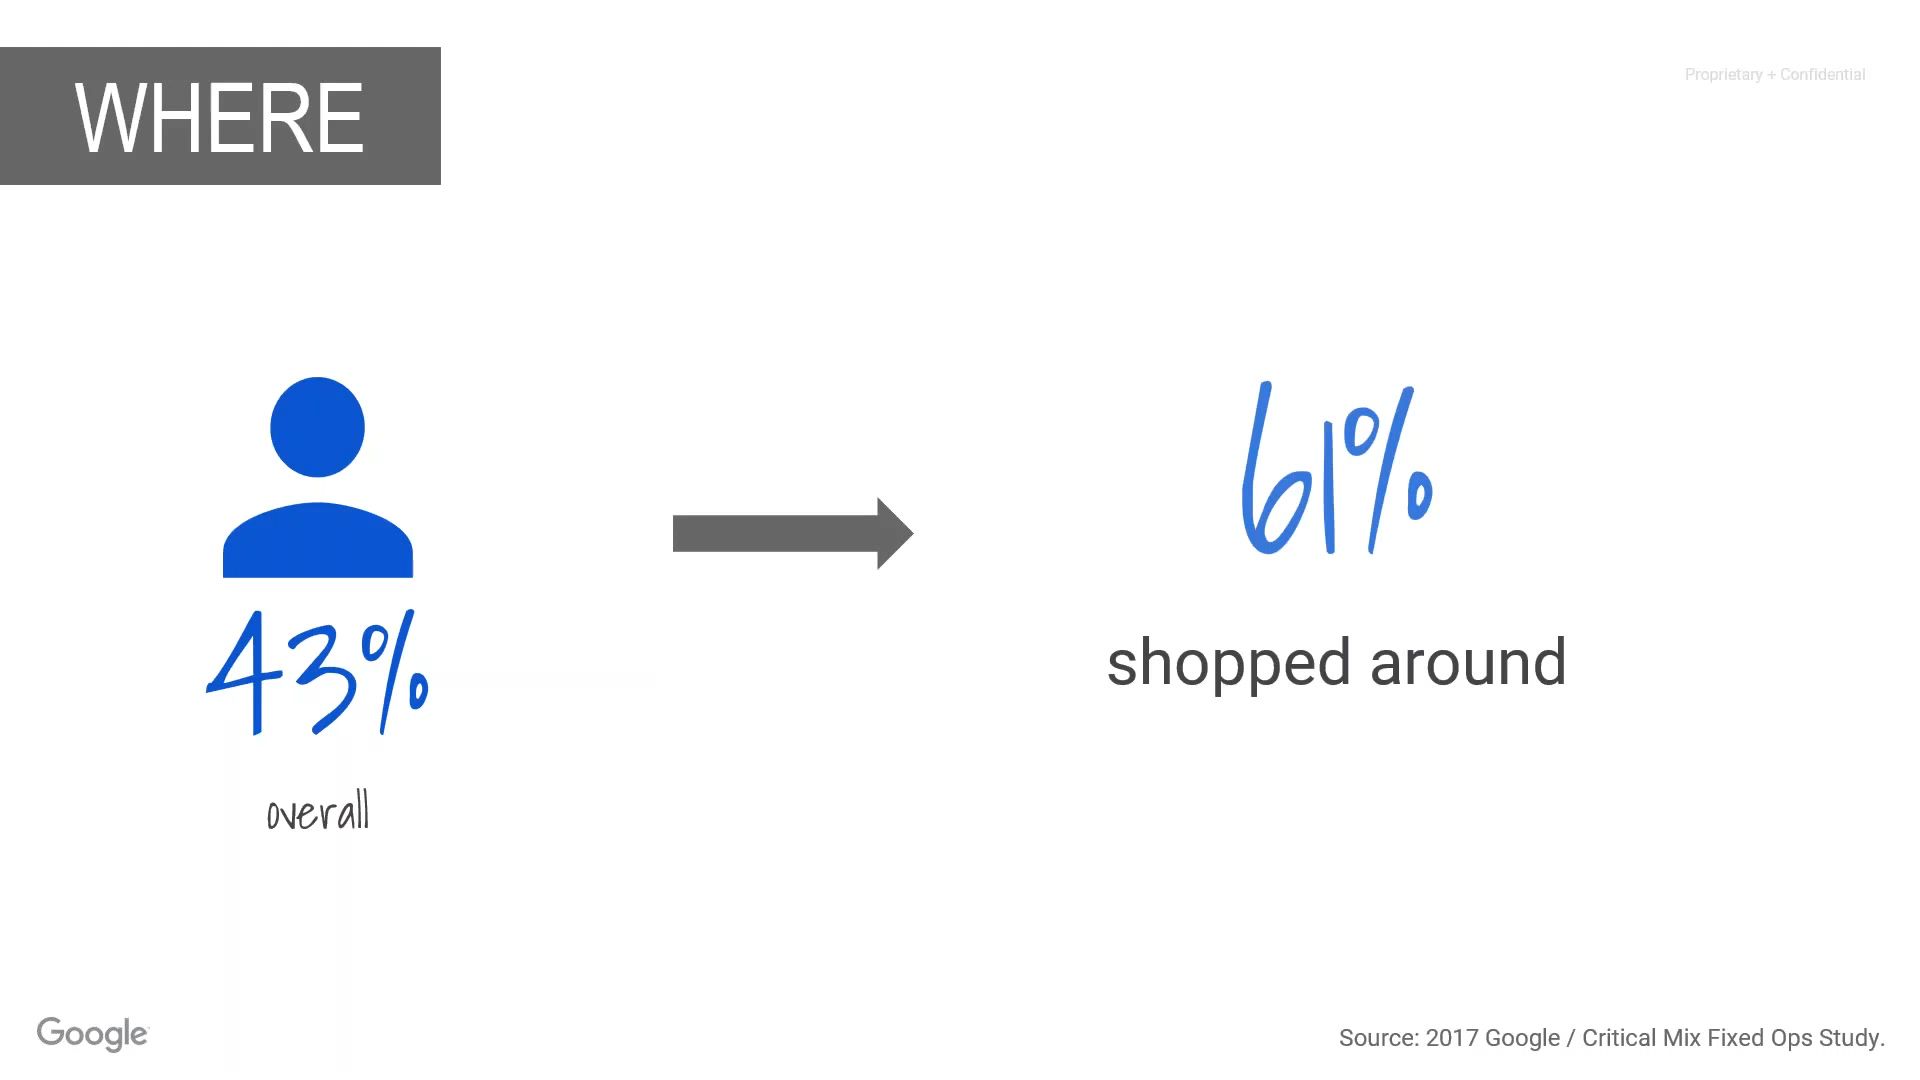 WHERE
Proprietary + Confidential
43%
overall
61%
shopped around
Google
Source: 2017 Google / Critical Mix Fixed Ops Study.